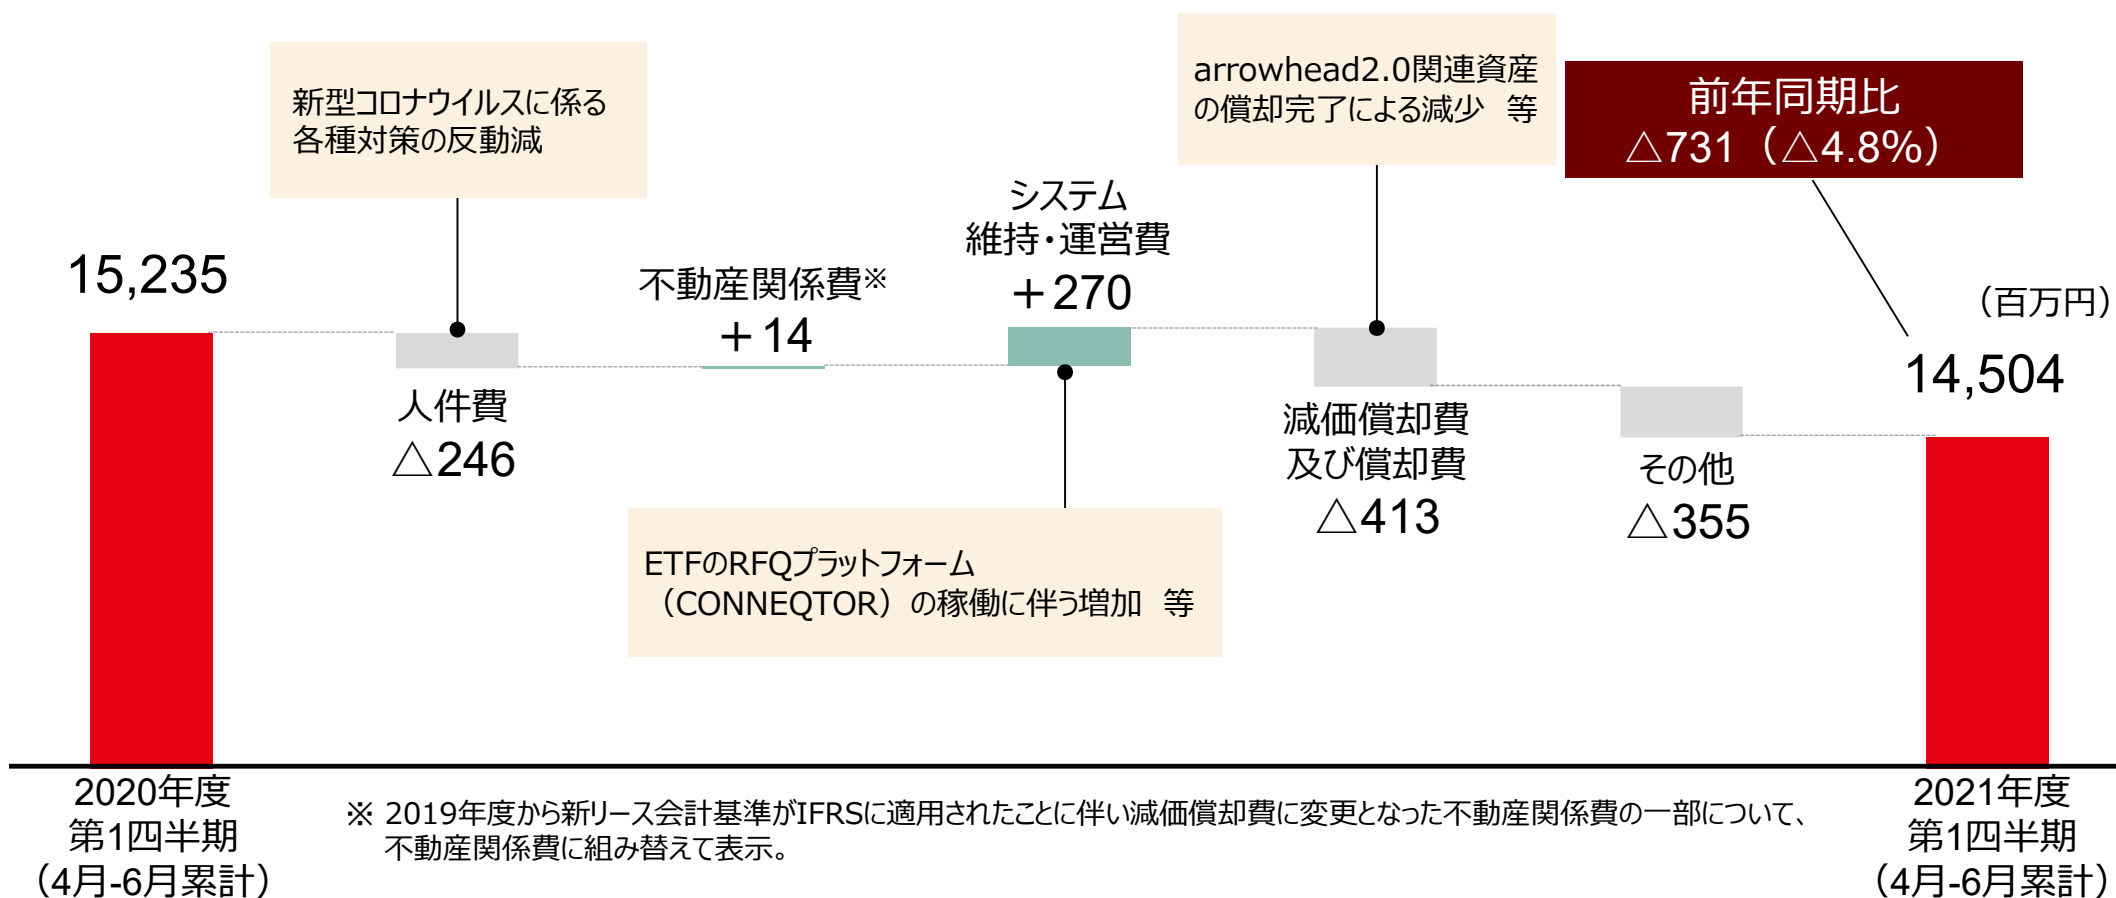 新型コロナウイルスに係る
各種対策の反動減
arrowhead2.0関連資産
の償却完了による減少　等
前年同期比
△731（△4.8%）
（百万円）
15,235
人件費
△246
不動産関係費※
＋14
システム
維持・運営費
＋270
ETFのRFQプラットフォーム
（CONNEQTOR）の稼働に伴う増加　等
減価償却費
及び償却費
△413
その他
△355
14,504
2020年度
第1四半期
（4月-6月累計）
※ 2019年度から新リース会計基準がIFRSに適用されたことに伴い減価償却費に変更となった不動産関係費の一部について、
不動産関係費に組み替えて表示。
2021年度
第1四半期
（4月-6月累計）